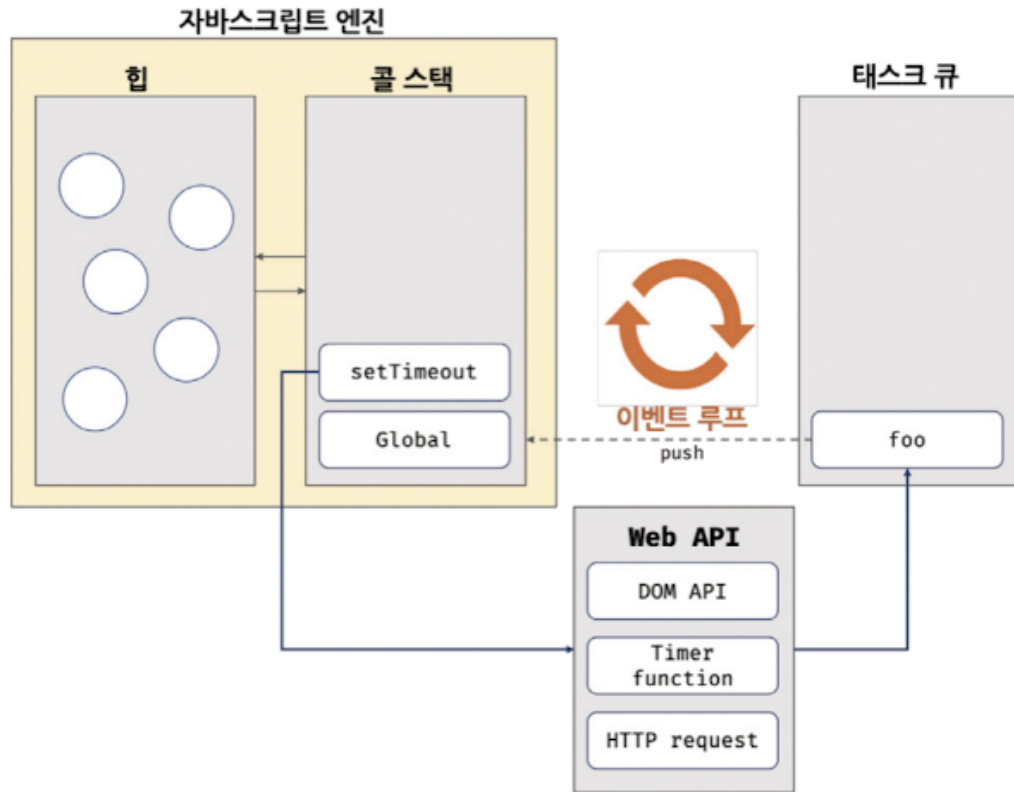 자바스크립트 엔진
힙
콜 스택
태스크 큐
setTimeout
Global
이벤트 루프
push
foo
Web API
DOM API
Timer
function
HTTP request